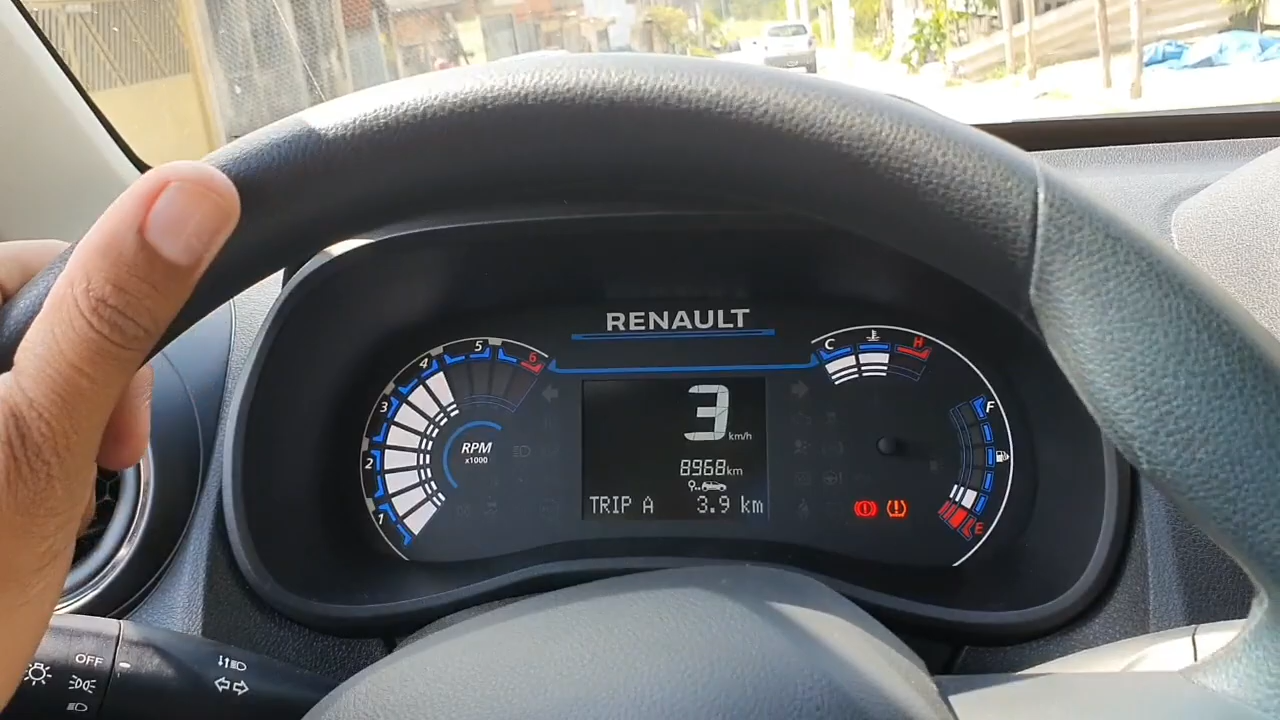 RENAULT
1
2
3
4
5
6
RPM
x1000
C
H
3 km/h
8968km
TRIP A 3.9 km
F
E
OFF